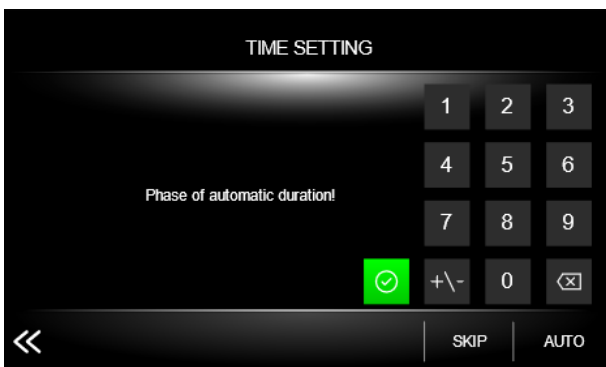 TIME SETTING
1 2 3
4 5 6
Phase of automatic duration!
7 8 9
+\- 0
SKIP AUTO